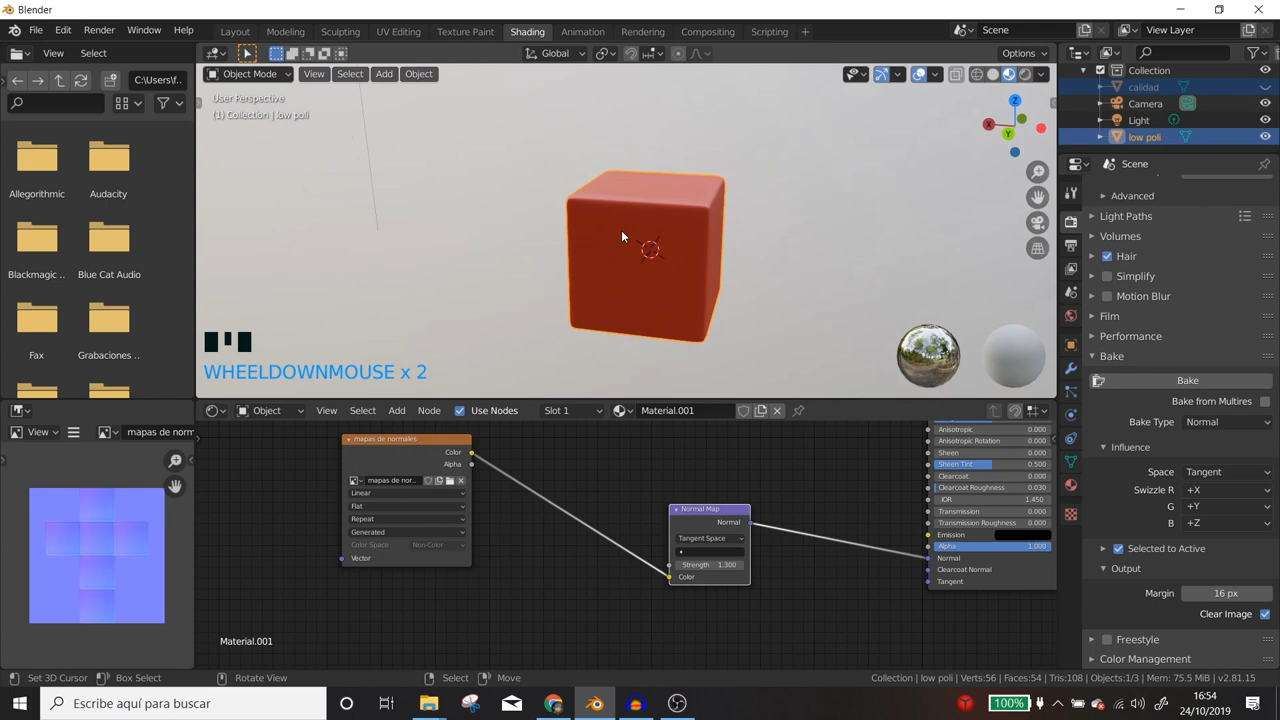 Blender
File Edit Render Window Help
Layout Modeling Sculpting UV Editing Texture Paint Shading Animation Rendering Compositing Scripting +
Scene
View Layer
View Select
Global
Options
C:\Users\f...
Object Mode View Select Add Object
User Perspective
(1) Collection | low poli
X
Y
Z
Allegorithmic
Audacity
Blackmagic ..
Blue Cat Audio
Fax
Grabaciones ..
WHEELDOWNMOUSE x 2
Collection
calidad
Camera
Light
low poli
Scene
Advanced
Light Paths
Volumes
Hair
Simplify
Motion Blur
Film
Performance
Bake
Bake
Bake from Multires
Bake Type Normal
Influence
Space Tangent
Swizzle R +X
G +Y
B +Z
Selected to Active
Output
Margin 16 px
Clear Image
Freestyle
Color Management
View
mapas de norm
Object View Select Add Node Use Nodes Slot 1 Material.001
mapas de normales
Color
Alpha
mapas de nor...
Linear
Flat
Repeat
Generated
Color Space Non-Color
Vector
Normal Map
Normal
Tangent Space
Strength 1.300
Color
Anisotropic 0.000
Anisotropic Rotation 0.000
Sheen 0.000
Sheen Tint 0.500
Clearcoat 0.000
Clearcoat Roughness 0.030
IOR 1.450
Transmission 0.000
Transmission Roughness 0.000
Emission
Alpha 1.000
Normal
Clearcoat Normal
Tangent
Material.001
Set 3D Cursor Box Select Rotate View Select Move Collection | low poli | Verts:56 | Faces:54 | Tris:108 | Objects:1/3 | Mem: 75.5 MiB | v2.81.15
Escribe aquí para buscar
100%
16:54
24/10/2019